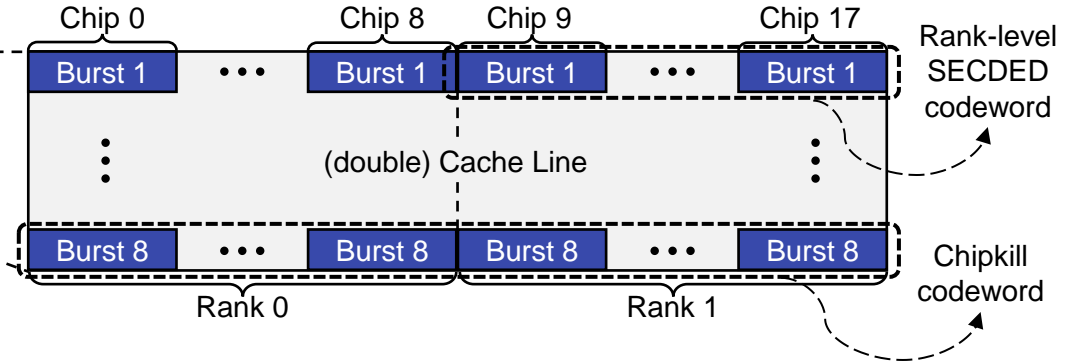 Chip 0
Chip 8
Chip 9
Chip 17
Rank-level
SECDED
codeword
Burst 1
Burst 1
Burst 1
Burst 1
(double) Cache Line
Burst 8
Burst 8
Burst 8
Burst 8
Chipkill
codeword
Rank 0
Rank 1